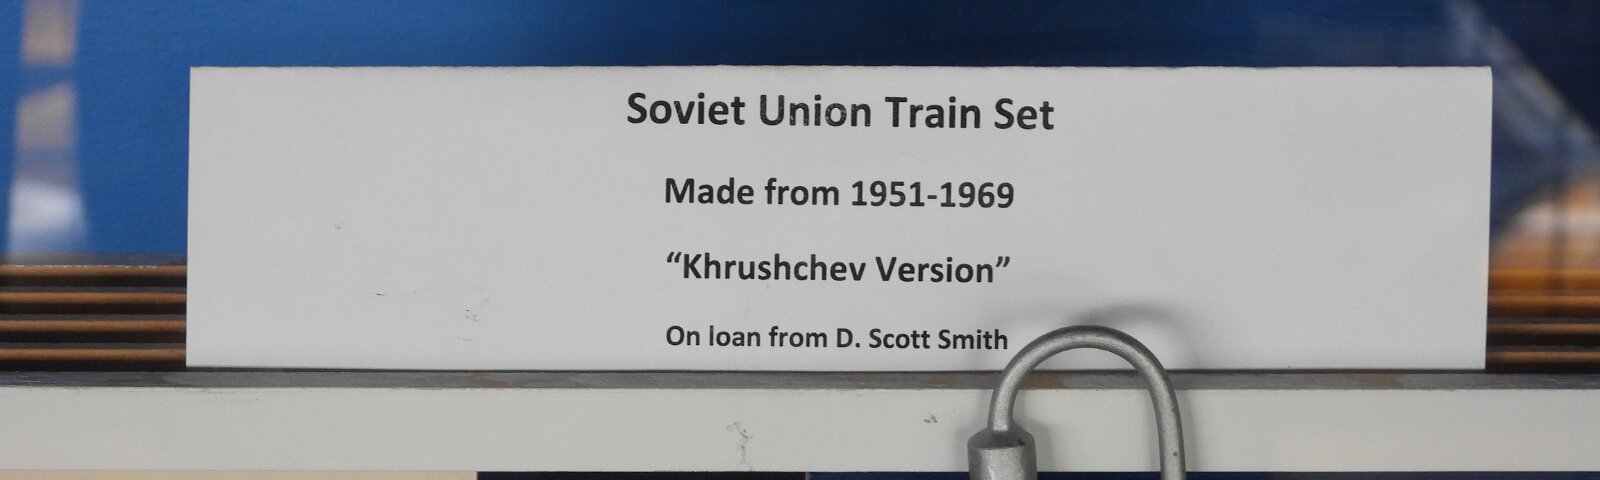 Soviet Union Train Set
Made from 1951-1969
“Khrushchev Version”
On loan from D. Scott Smith